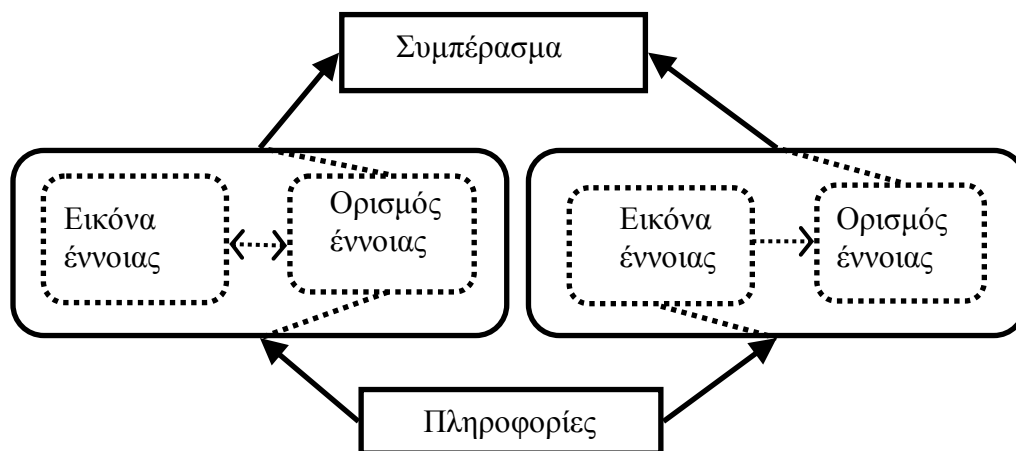 Συμπέρασμα
Εικόνα
έννοιας
Ορισμός
έννοιας
Εικόνα
έννοιας
Ορισμός
έννοιας
Πληροφορίες